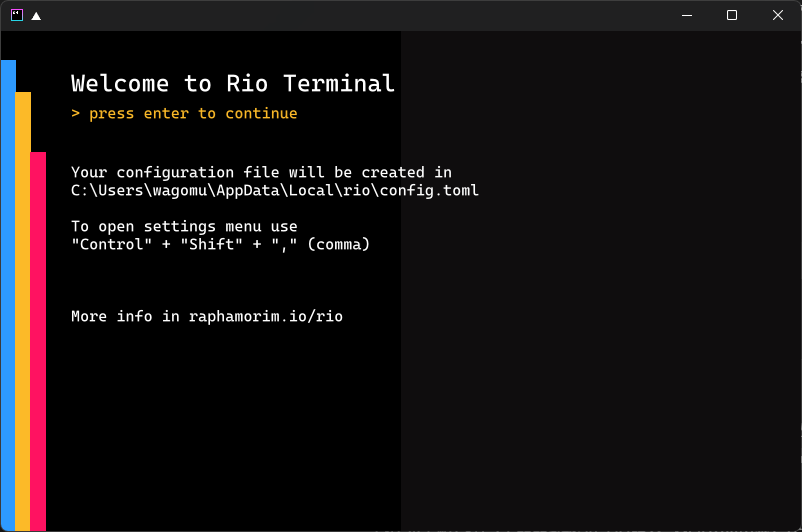 Welcome to Rio Terminal
> press enter to continue
Your configuration file will be created in
C:\Users\wagomu\AppData\Local\rio\config.toml
To open settings menu use
"Control" + "Shift" + "," (comma)
More info in raphamorim.io/rio